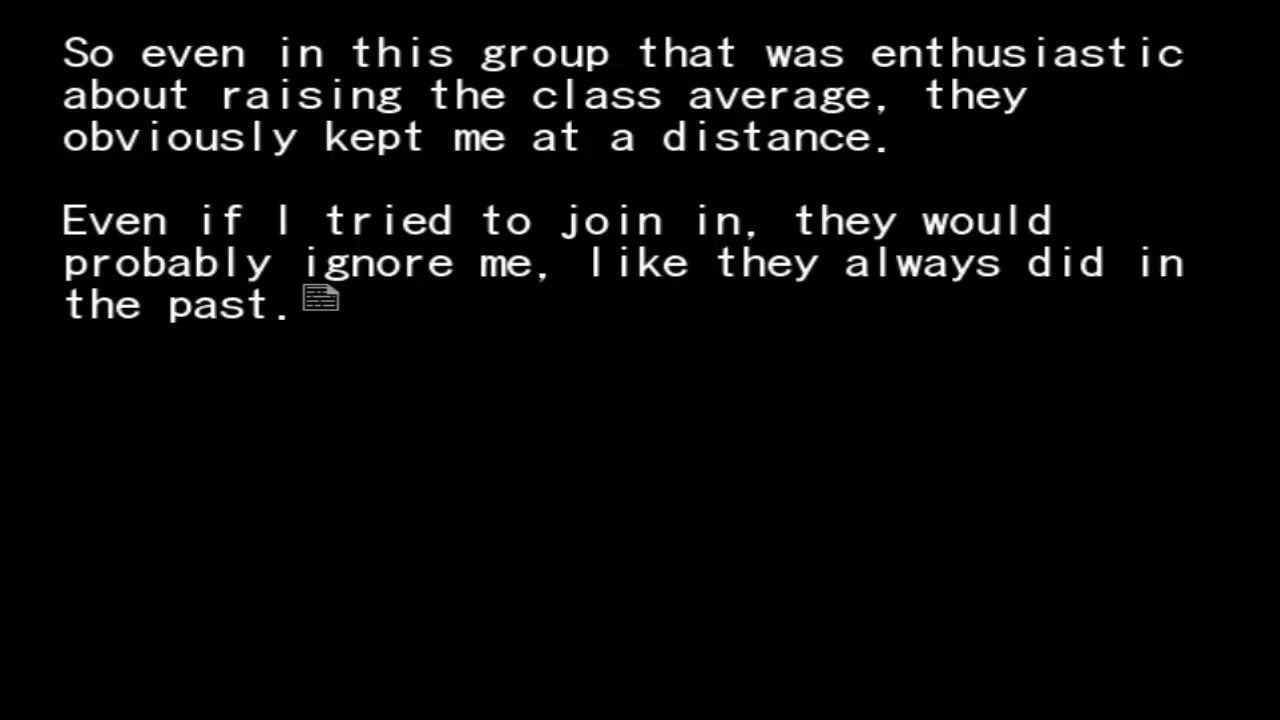 So even in this group that was enthusiastic
about raising the class average, they
obviously kept me at a distance.
Even if I tried to join in, they would
probably ignore me, like they always did in
the past.